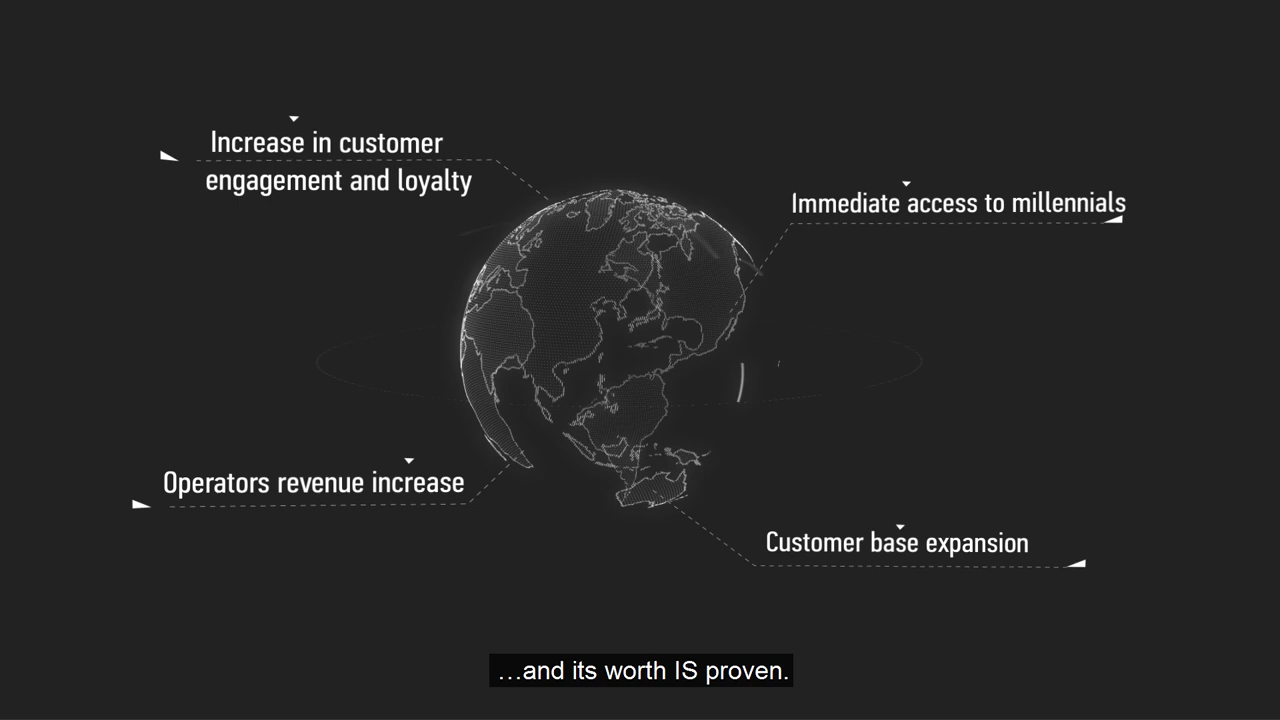 Increase in customer
engagement and loyalty
Immediate access to millennials
Operators revenue increase
Customer base expansion
…and its worth IS proven.